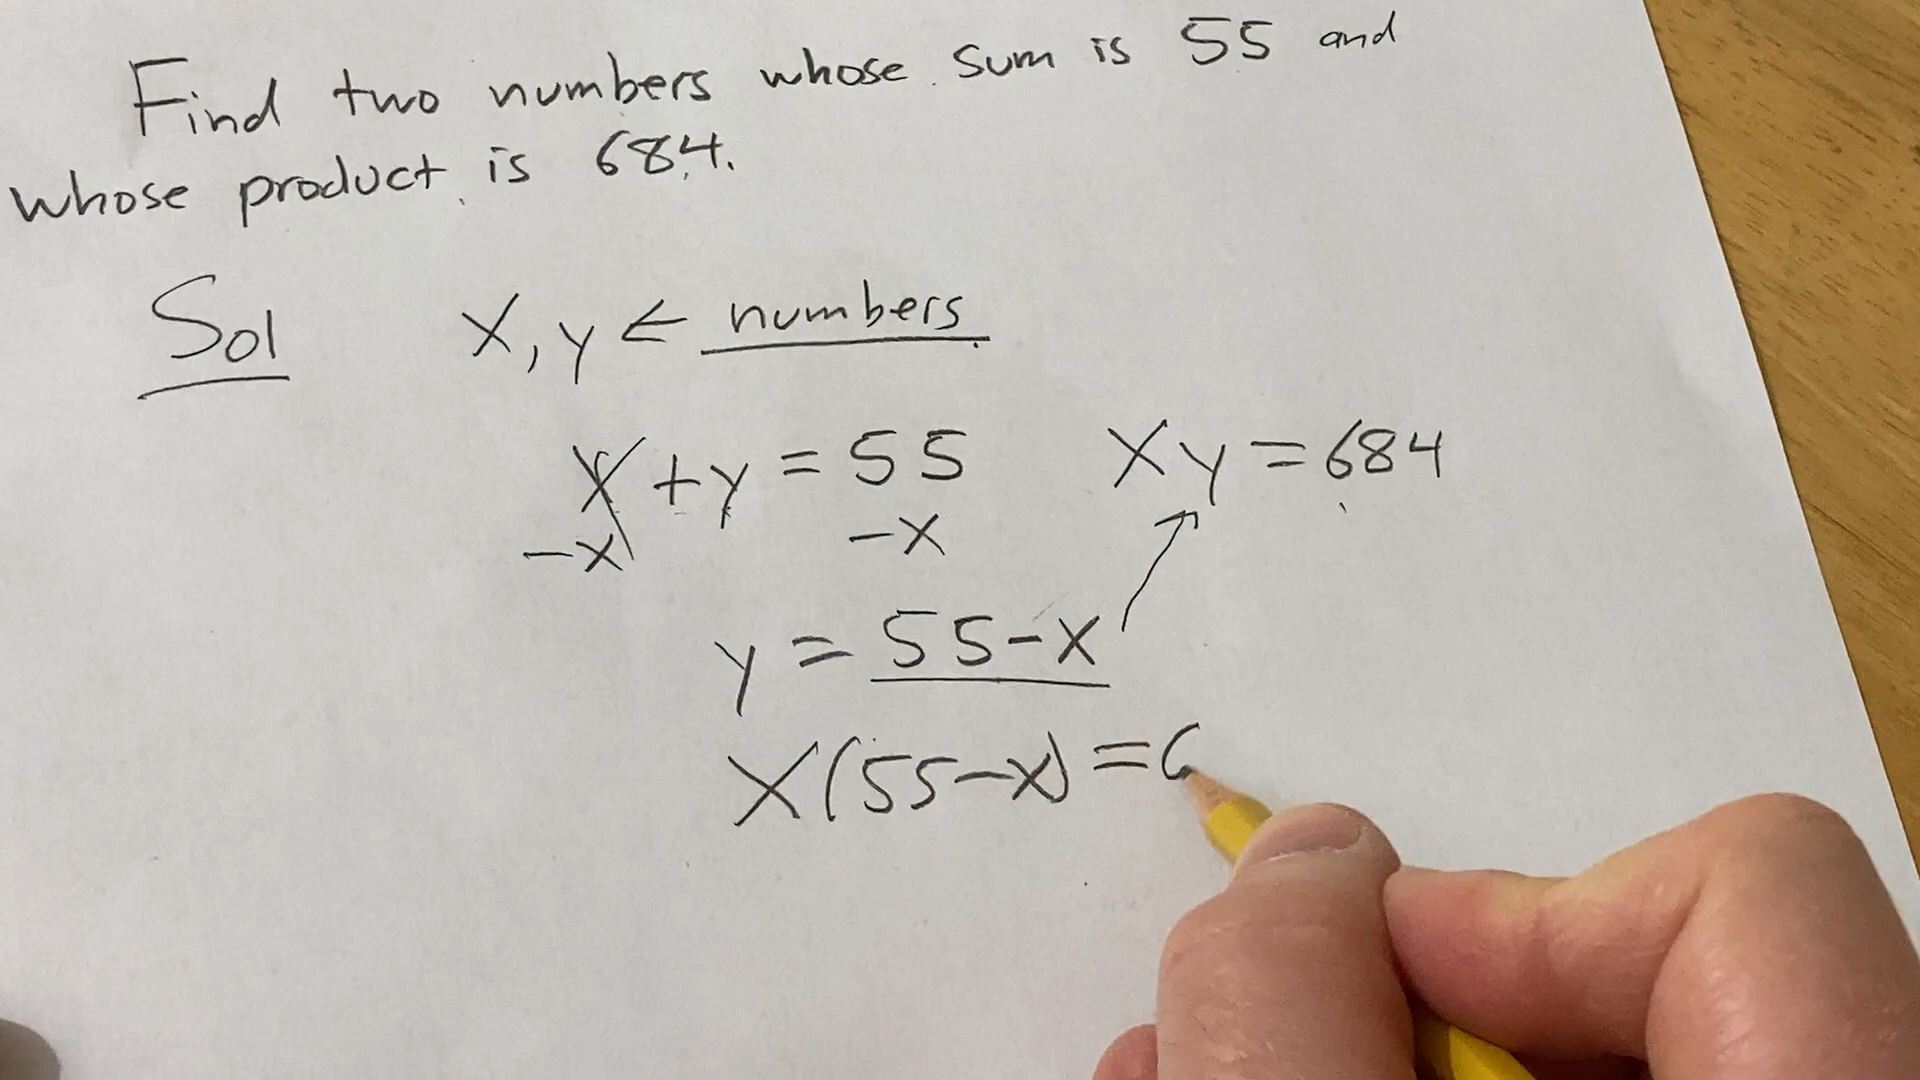 Find two numbers whose sum is 55 and
whose product is 684.
Sol X, y ← numbers
X + y = 55 Xy = 684
-x -x
y = 55-x
X(55-x) = 6